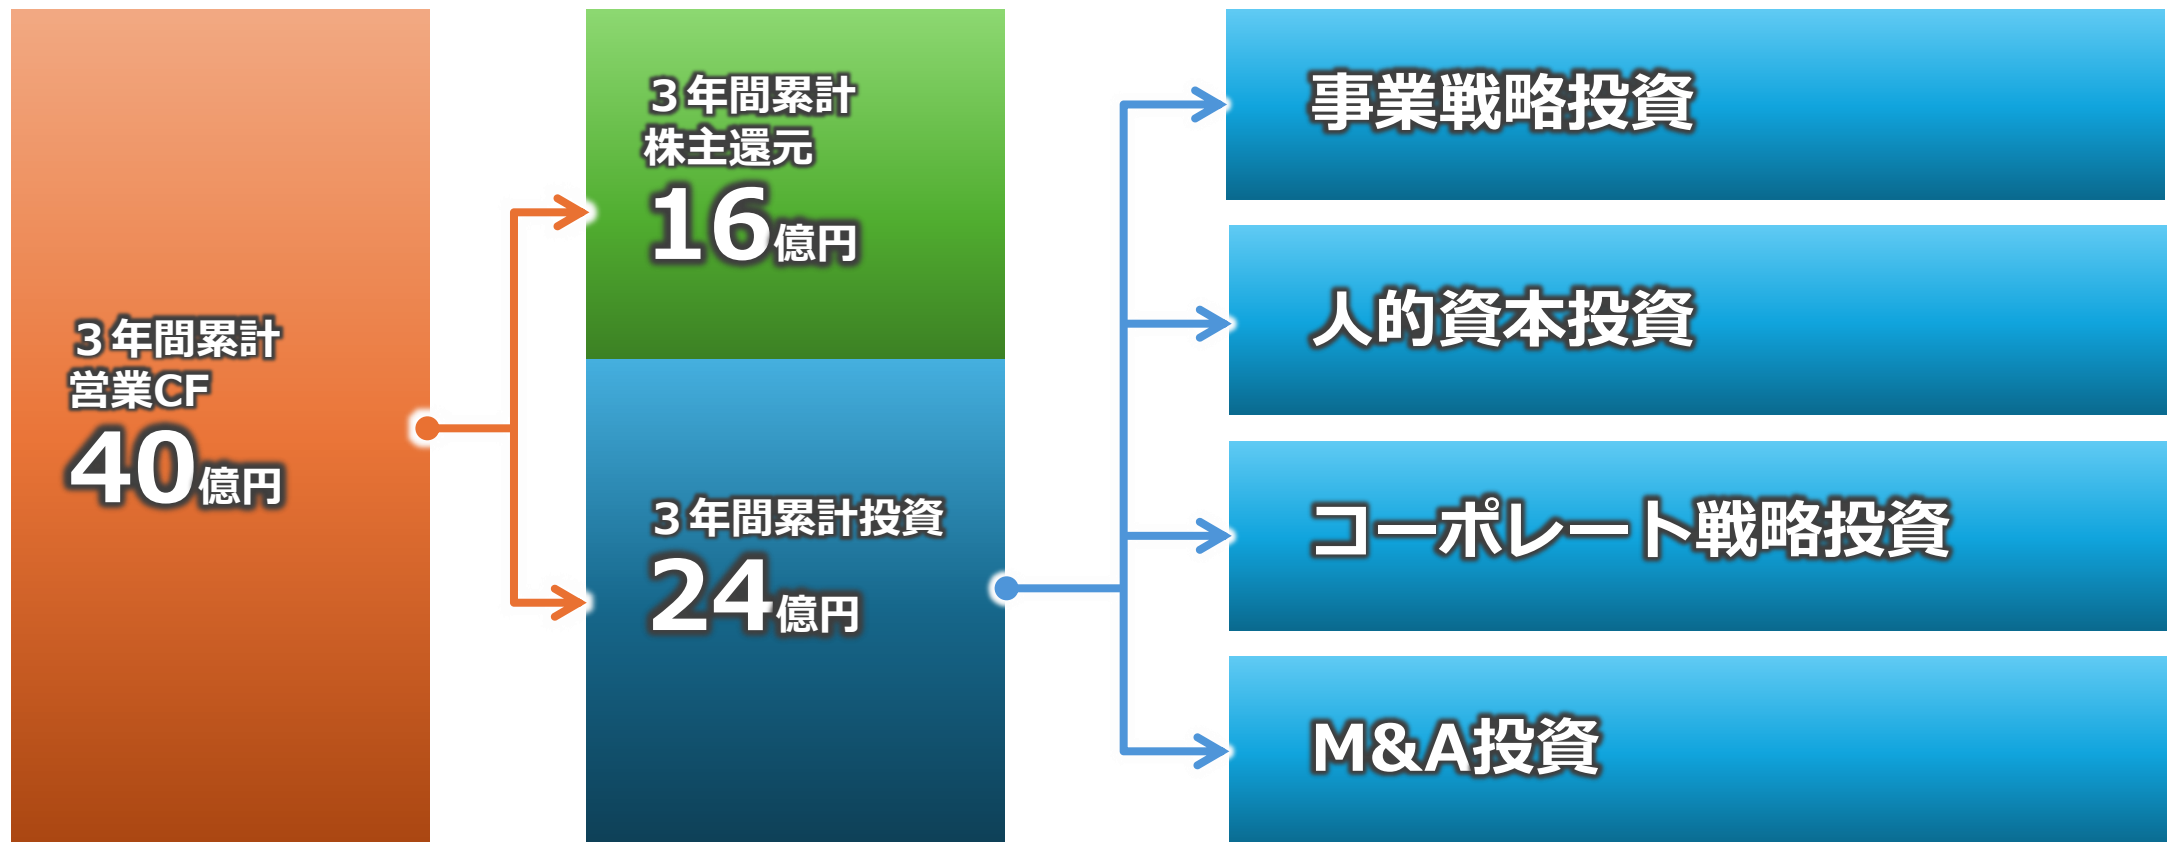 ３年間累計
営業CF
40億円
３年間累計
株主還元
16億円
３年間累計投資
24億円
事業戦略投資
人的資本投資
コーポレート戦略投資
M&A投資